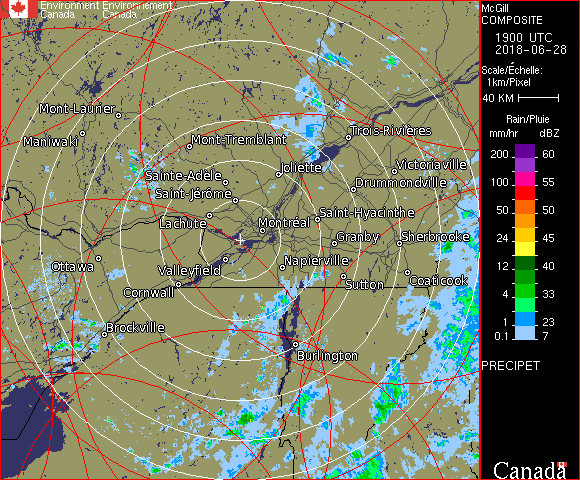 Environment Environnement
Canada Canada
Mont-Laurier
Maniwaki
Mont-Tremblant
Trois-Rivières
Joliette
Victoriaville
Sainte-Adèle
Drummondville
Saint-Jérôme
Saint-Hyacinthe
Lachute
Montréal
Granby
Sherbrooke
Ottawa
Valleyfield
Napierville
Cornwall
Sutton
Coaticook
Brockville
Burlington
McGill
COMPOSITE
1900 UTC
2018-06-28
Scale/Échelle:
1km/Pixel
40 KM
Rain/Pluie
mm/hr dBZ
200 60
100 55
50 50
24 45
12 40
4 33
1 23
0.1 7
PRECIPET
Canada